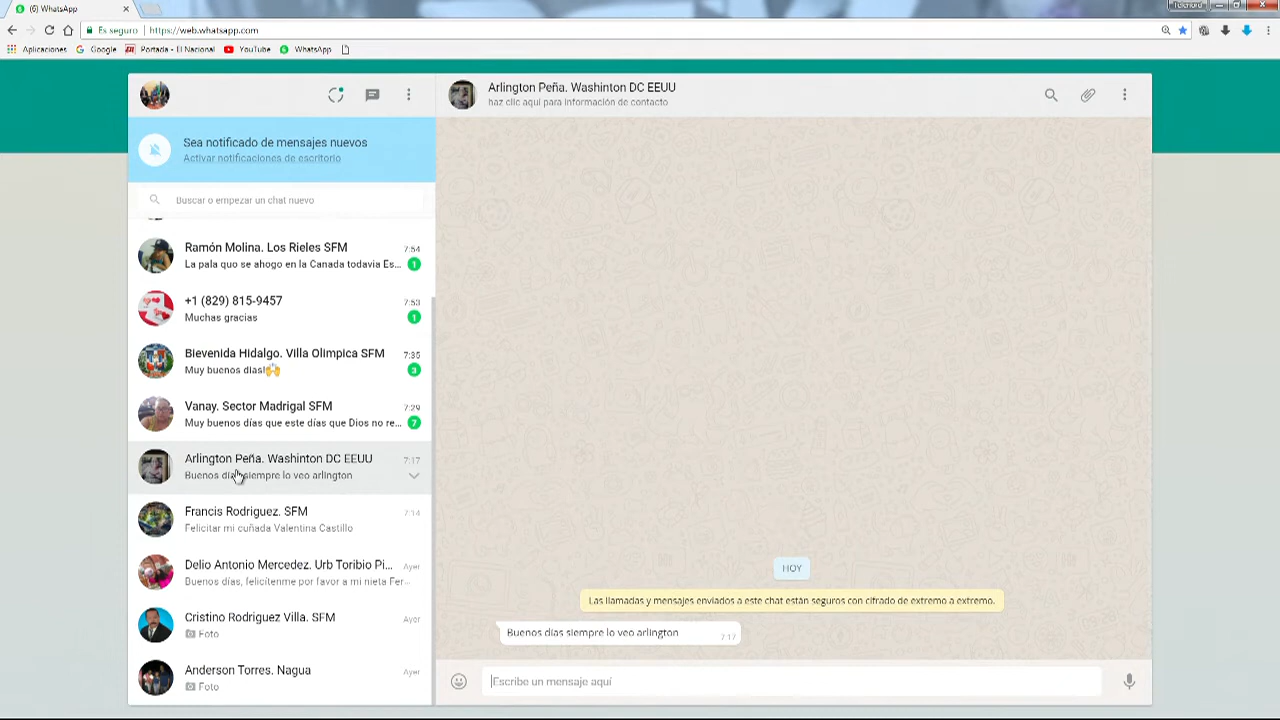 (6) WhatsApp
Telenord
Es seguro
https://web.whatsapp.com
Aplicaciones
Google
Portada - El Nacional
YouTube
WhatsApp
Sea notificado de mensajes nuevos
Activar notificaciones de escritorio
Buscar o empezar un chat nuevo
Ramón Molina. Los Rieles SFM
7:54
La pala quo se ahogo en la Canada todavia Es...
1
+1 (829) 815-9457
7:53
Muchas gracias
1
Bievenida Hidalgo. Villa Olimpica SFM
7:35
Muy buenos dias!🙌
3
Vanay. Sector Madrigal SFM
7:29
Muy buenos días que este días que Dios no re...
7
Arlington Peña. Washinton DC EEUU
7:17
Buenos días siempre lo veo arlington
Francis Rodriguez. SFM
7:14
Felicitar mi cuñada Valentina Castillo
Delio Antonio Mercedez. Urb Toribio Pi...
Ayer
Buenos días, felicítenme por favor a mi nieta Fer...
Cristino Rodriguez Villa. SFM
Ayer
Foto
Anderson Torres. Nagua
Ayer
Foto
Arlington Peña. Washinton DC EEUU
haz clic aquí para información de contacto
HOY
Las llamadas y mensajes enviados a este chat están seguros con cifrado de extremo a extremo.
Buenos días siempre lo veo arlington
7:17
Escribe un mensaje aquí